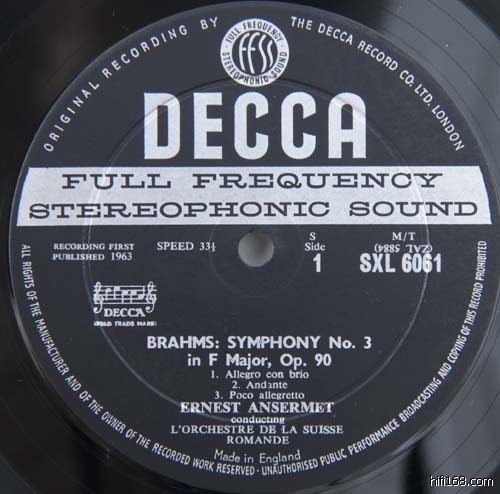 ORIGINAL RECORDING BY
THE DECCA RECORD CO. LTD. LONDON
FULL FREQUENCY
ffss
STEREOPHONIC SOUND
DECCA
FULL FREQUENCY
STEREOPHONIC SOUND
RECORDING FIRST
PUBLISHED 1963
SPEED 33⅓
S
Side
1
M/T
(ZAL 5884)
SXL 6061
DECCA
BRAHMS: SYMPHONY No. 3
in F Major, Op. 90
1. Allegro con brio
2. Andante
3. Poco allegretto
ERNEST ANSERMET
conducting
L'ORCHESTRE DE LA SUISSE
ROMANDE
Made in England
ALL RIGHTS OF THE MANUFACTURER AND OF THE OWNER OF THE RECORDED WORK RESERVED · UNAUTHORISED PUBLIC PERFORMANCE BROADCASTING AND COPYING OF THIS RECORD PROHIBITED
hifi168.com